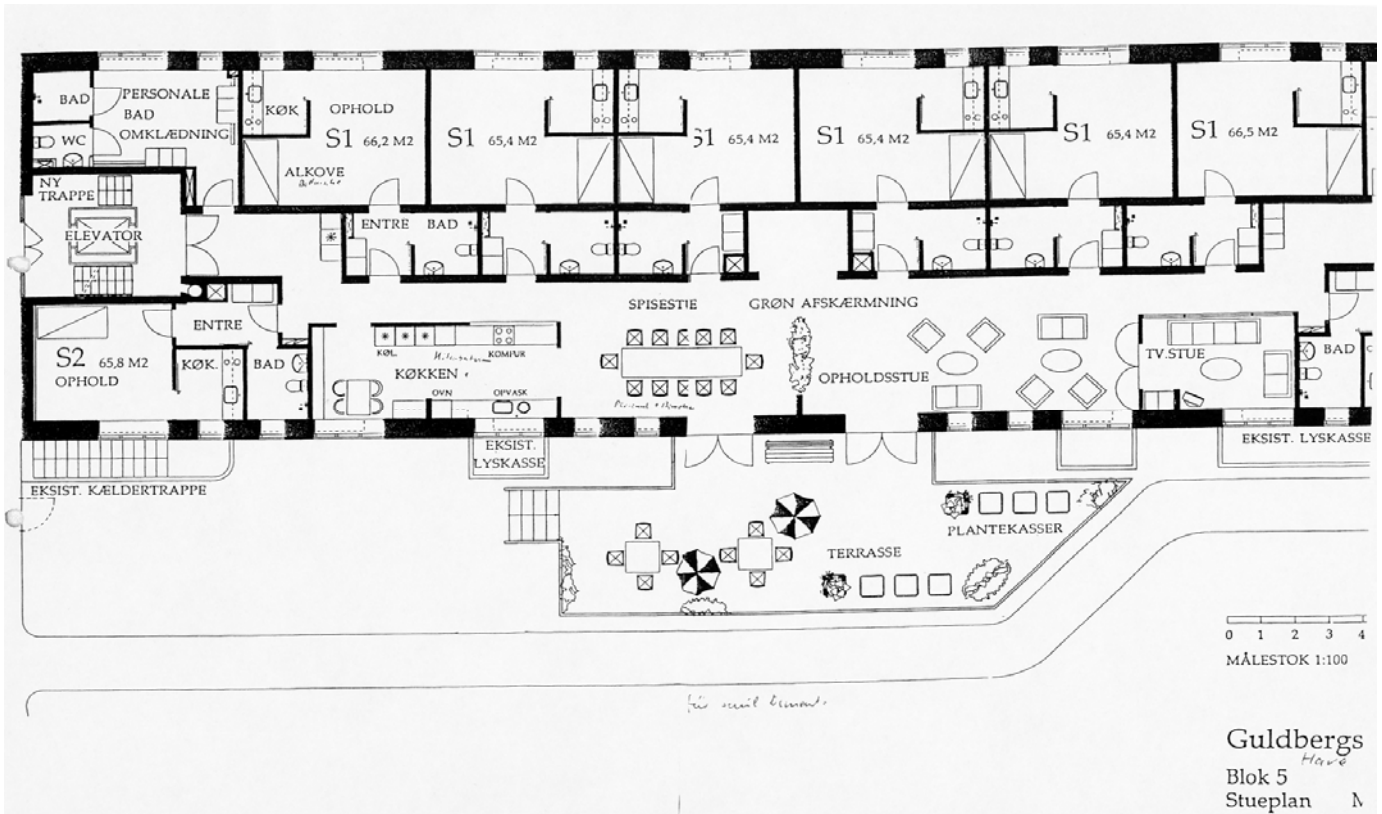 BAD
PERSONALE
BAD
OMKLÆDNING
WC
KØK
OPHOLD
S1 66,2 M2
ALKOVE
S1 65,4 M2
S1 65,4 M2
S1 65,4 M2
S1 65,4 M2
S1 66,5 M2
NY
TRAPPE
ELEVATOR
ENTRE
BAD
SPISESTUE
GRØN AFSKÆRMNING
ENTRE
S2 65,8 M2
OPHOLD
KØK.
BAD
KØL.
KOMFUR
KØKKEN
OVN
OPVASK
OPHOLDSSTUE
TV.STUE
BAD
EKSIST.
LYSKASSE
EKSIST. LYSKASSE
EKSIST. KÆLDERTRAPPE
PLANTEKASSER
TERRASSE
0 1 2 3 4
MÅLESTOK 1:100
Guldbergs
Have
Blok 5
Stueplan